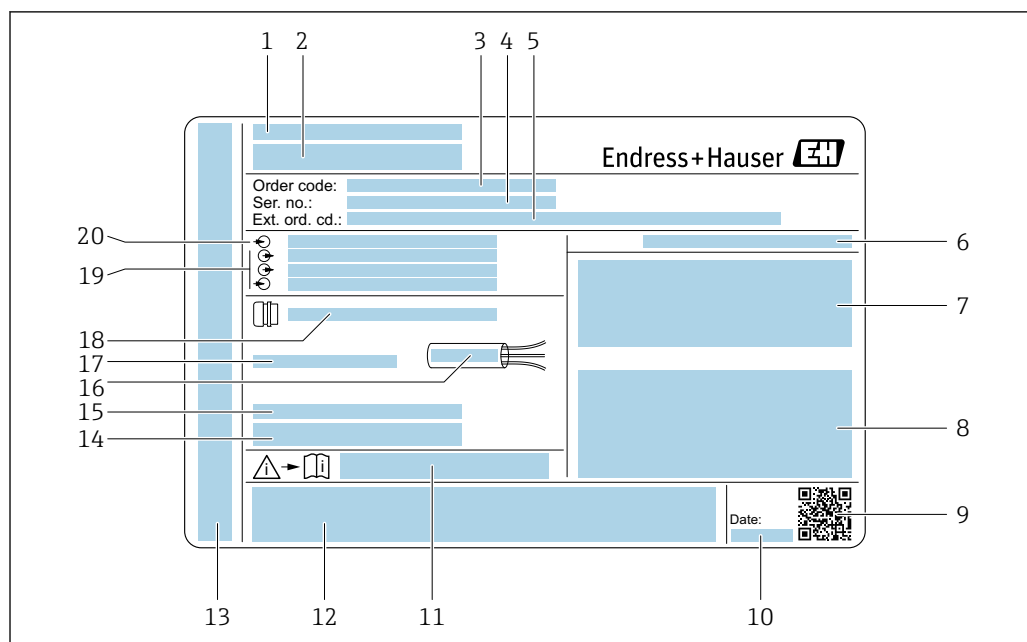 1 2 3 4 5
Endress+Hauser EH
Order code:
Ser. no.:
Ext. ord. cd.:
20
6
19
7
18
17
16
15
14
8
i i
Date:
9
13 12 11 10